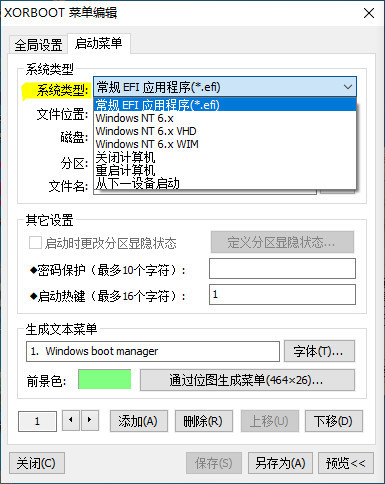 XORBOOT 菜单编辑
全局设置 启动菜单
系统类型
系统类型: 常规 EFI 应用程序(*.efi)
文件位置: 常规 EFI 应用程序(*.efi)
Windows NT 6.x
磁盘: Windows NT 6.x VHD
Windows NT 6.x WIM
分区: 关闭计算机
重启计算机
文件名: 从下一设备启动
其它设置
启动时更改分区显隐状态 定义分区显隐状态...
◆密码保护（最多10个字符）:
◆启动热键（最多16个字符）: 1
生成文本菜单
1. Windows boot manager 字体(T)...
前景色: 通过位图生成菜单(464×26)...
1 添加(A) 删除(R) 上移(U) 下移(D)
关闭(C) 保存(S) 另存为(A) 预览<<